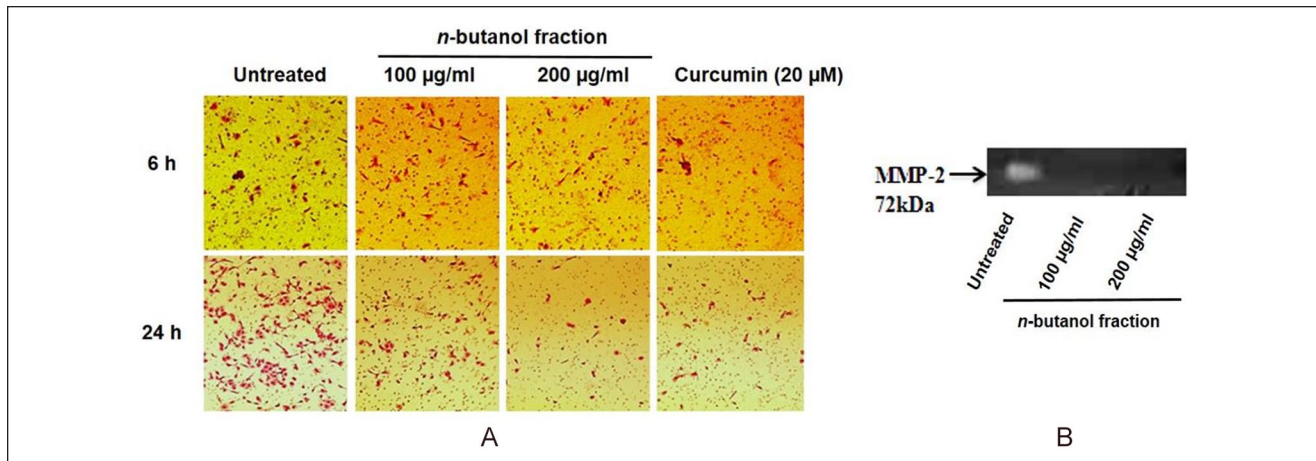 n-butanol fraction
Untreated 100 µg/ml 200 µg/ml Curcumin (20 µM)
6 h
24 h
A
MMP-2
72kDa
Untreated
100 µg/ml
200 µg/ml
n-butanol fraction
B